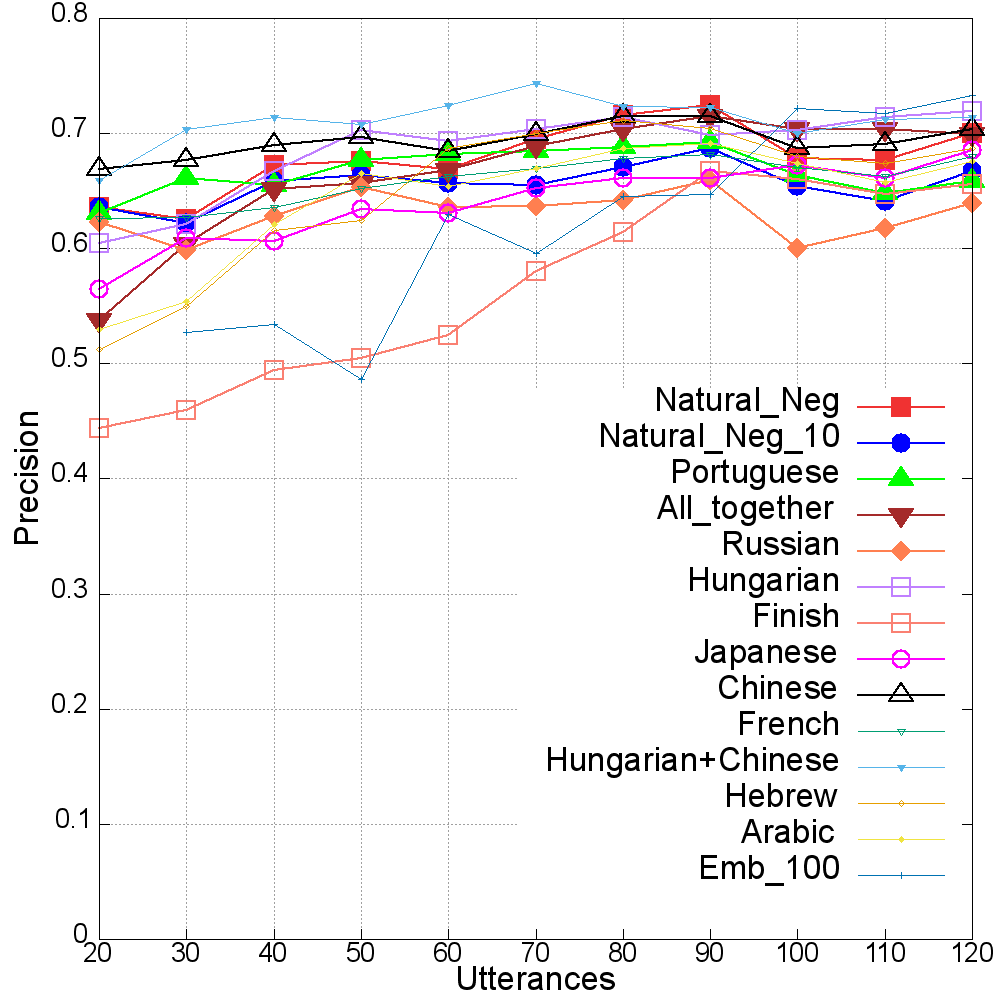 0.8
0.7
0.6
0.5
0.4
0.3
0.2
0.1
0
Precision
Natural_Neg
Natural_Neg_10
Portuguese
All_together
Russian
Hungarian
Finish
Japanese
Chinese
French
Hungarian+Chinese
Hebrew
Arabic
Emb_100
20 30 40 50 60 70 80 90 100 110 120
Utterances